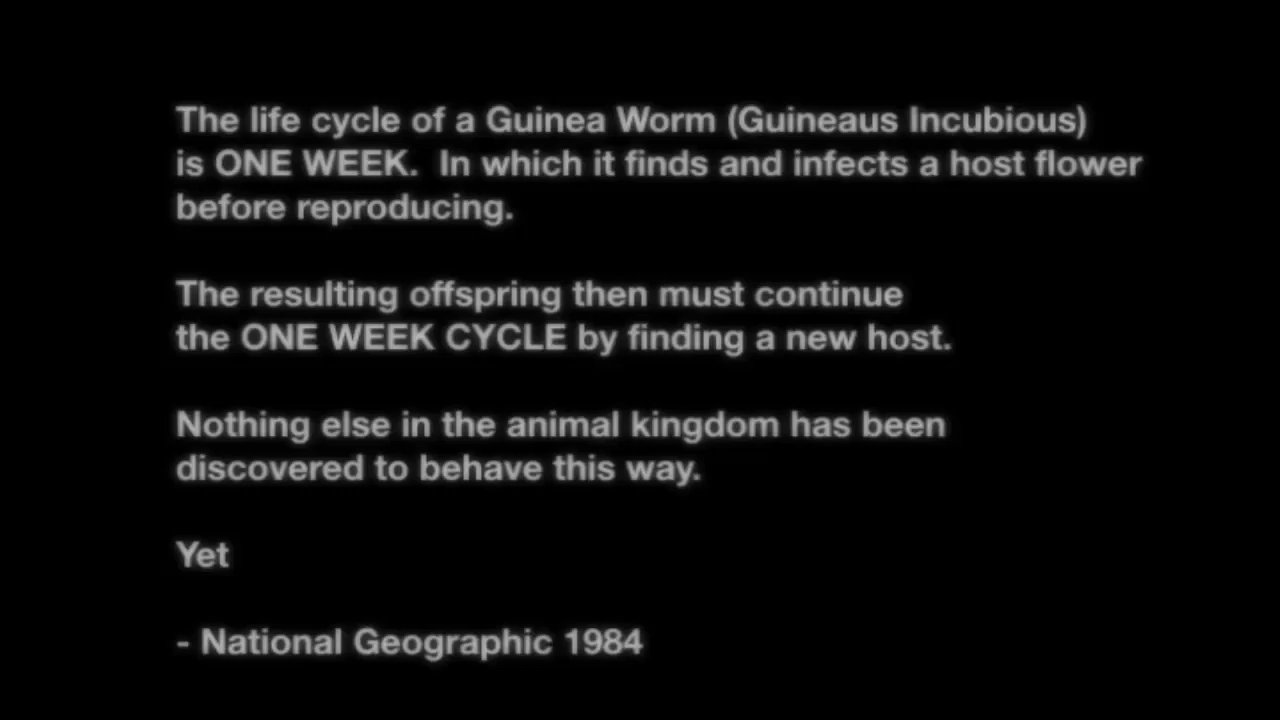 The life cycle of a Guinea Worm (Guineaus Incubious)
is ONE WEEK.  In which it finds and infects a host flower
before reproducing.
The resulting offspring then must continue
the ONE WEEK CYCLE by finding a new host.
Nothing else in the animal kingdom has been
discovered to behave this way.
Yet
- National Geographic 1984